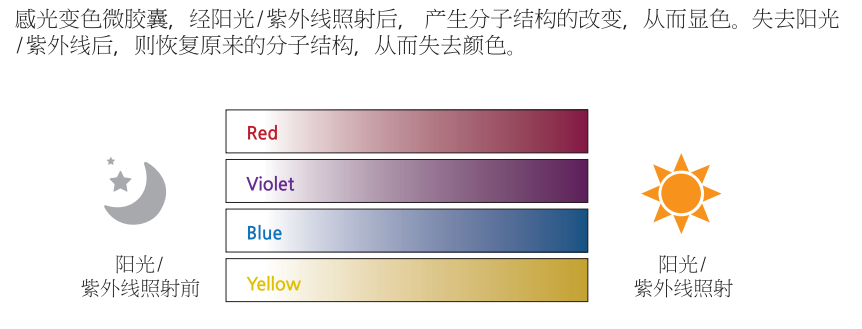 感光变色微胶囊，经阳光/紫外线照射后， 产生分子结构的改变，从而显色。失去阳光
/紫外线后，则恢复原来的分子结构，从而失去颜色。
Red
Violet
Blue
Yellow
阳光/
紫外线照射前
阳光/
紫外线照射